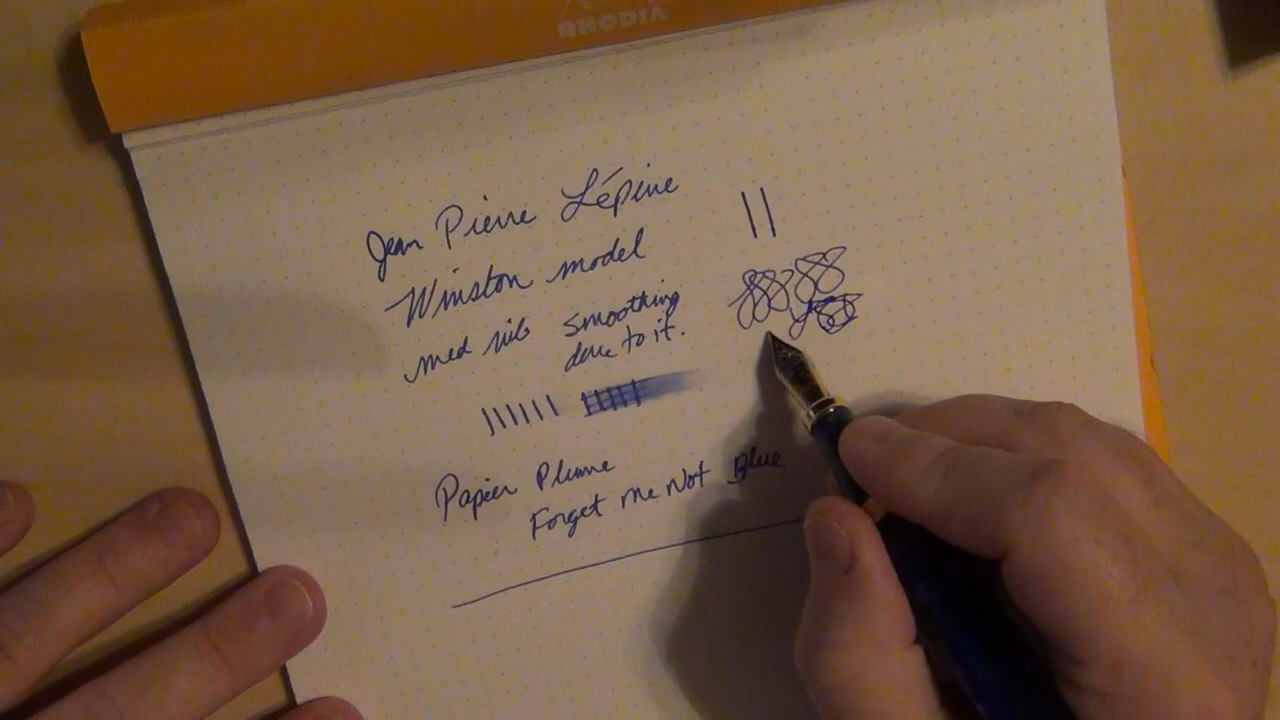 RHODIA
Jean Pierre Lépine
Winston model
med nib smoothing
done to it.
Papier Plume
Forget Me Not Blue